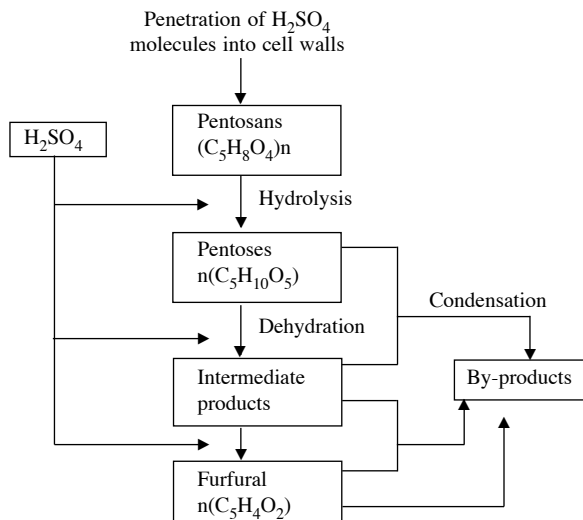 Penetration of H₂SO₄
molecules into cell walls
H₂SO₄
Pentosans
(C₅H₈O₄)n
Hydrolysis
Pentoses
n(C₅H₁₀O₅)
Condensation
Dehydration
Intermediate
products
By-products
Furfural
n(C₅H₄O₂)